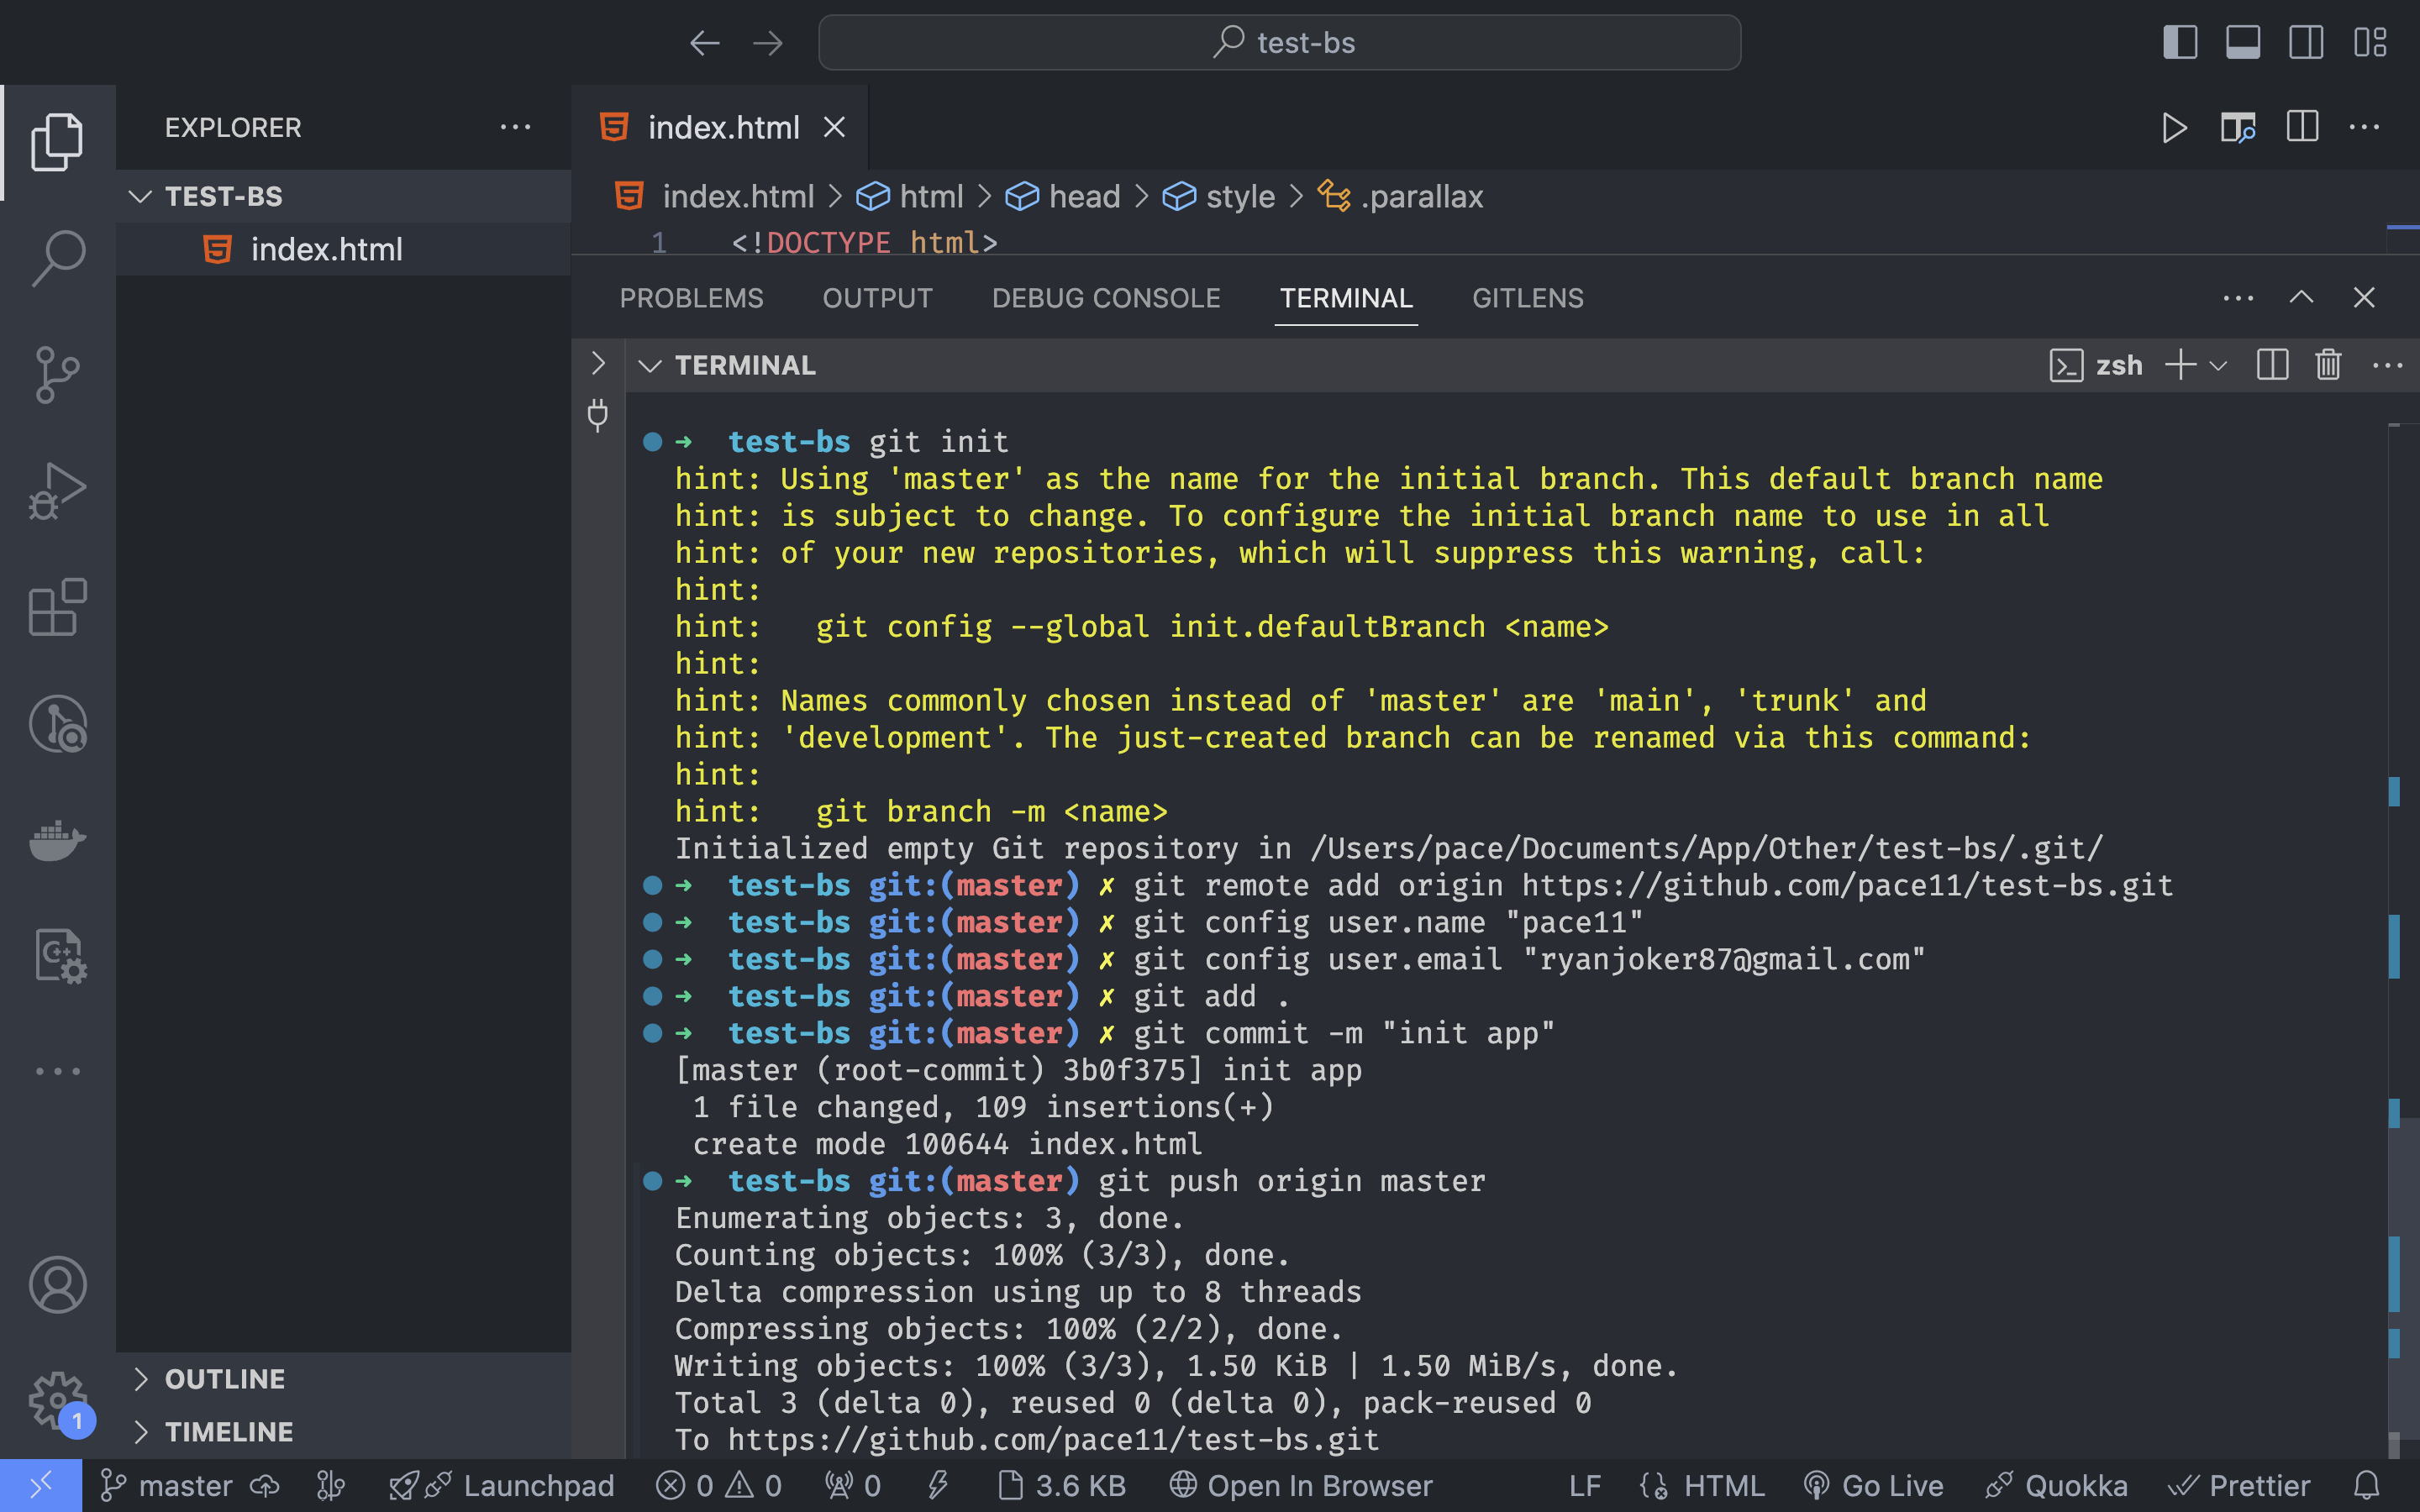 test-bs
EXPLORER
index.html
TEST-BS
index.html > html > head > style > .parallax
index.html
1 <!DOCTYPE html>
PROBLEMS OUTPUT DEBUG CONSOLE TERMINAL GITLENS
TERMINAL
zsh
→ test-bs git init
hint: Using 'master' as the name for the initial branch. This default branch name
hint: is subject to change. To configure the initial branch name to use in all
hint: of your new repositories, which will suppress this warning, call:
hint:
hint:   git config --global init.defaultBranch <name>
hint:
hint: Names commonly chosen instead of 'master' are 'main', 'trunk' and
hint: 'development'. The just-created branch can be renamed via this command:
hint:
hint:   git branch -m <name>
Initialized empty Git repository in /Users/pace/Documents/App/Other/test-bs/.git/
→ test-bs git:(master) ✗ git remote add origin https://github.com/pace11/test-bs.git
→ test-bs git:(master) ✗ git config user.name "pace11"
→ test-bs git:(master) ✗ git config user.email "ryanjoker87@gmail.com"
→ test-bs git:(master) ✗ git add .
→ test-bs git:(master) ✗ git commit -m "init app"
[master (root-commit) 3b0f375] init app
1 file changed, 109 insertions(+)
create mode 100644 index.html
→ test-bs git:(master) git push origin master
Enumerating objects: 3, done.
Counting objects: 100% (3/3), done.
Delta compression using up to 8 threads
Compressing objects: 100% (2/2), done.
Writing objects: 100% (3/3), 1.50 KiB | 1.50 MiB/s, done.
Total 3 (delta 0), reused 0 (delta 0), pack-reused 0
To https://github.com/pace11/test-bs.git
OUTLINE
TIMELINE
1
master Launchpad 0 0 0 3.6 KB Open In Browser LF HTML Go Live Quokka Prettier